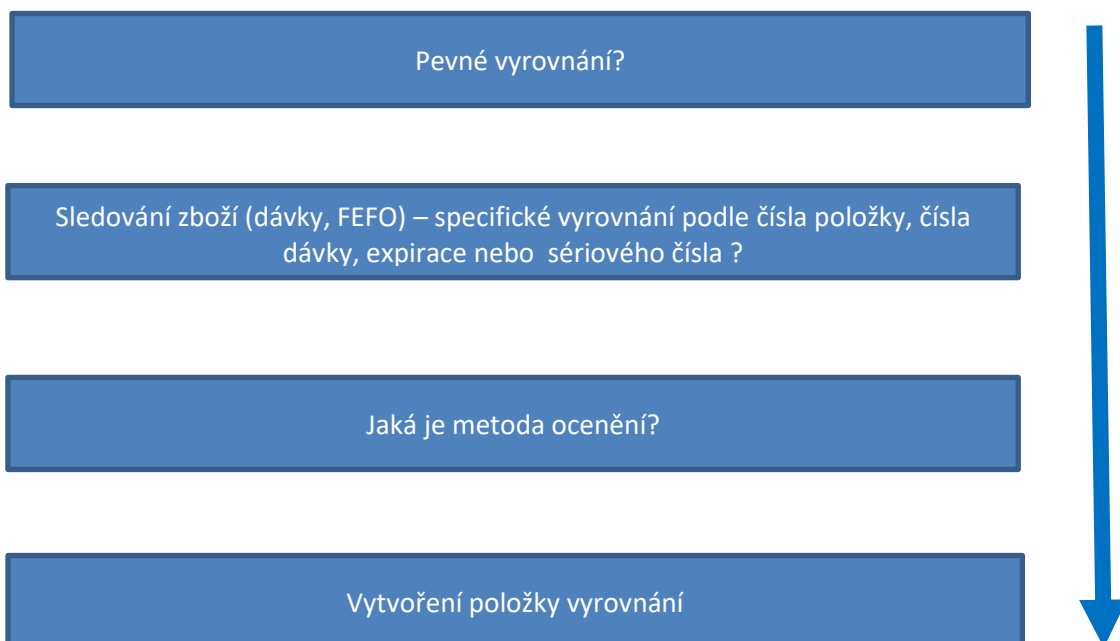 Pevné vyrovnání?
Sledování zboží (dávky, FEFO) – specifické vyrovnání podle čísla položky, čísla
dávky, expirace nebo  sériového čísla ?
Jaká je metoda ocenění?
Vytvoření položky vyrovnání